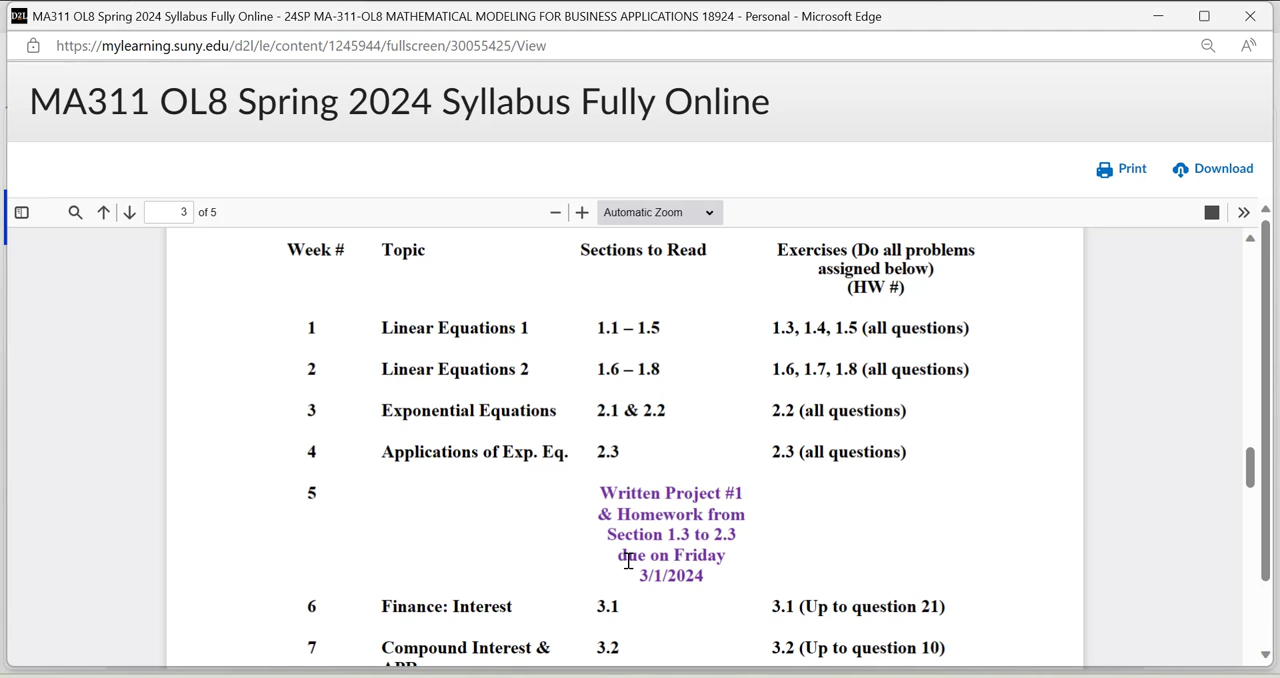 MA311 OL8 Spring 2024 Syllabus Fully Online - 24SP MA-311-OL8 MATHEMATICAL MODELING FOR BUSINESS APPLICATIONS 18924 - Personal - Microsoft Edge
https://mylearning.suny.edu/d2l/le/content/1245944/fullscreen/30055425/View
MA311 OL8 Spring 2024 Syllabus Fully Online
Print Download
3 of 5 Automatic Zoom
Week # Topic Sections to Read Exercises (Do all problems
assigned below)
(HW #)
1 Linear Equations 1 1.1 – 1.5 1.3, 1.4, 1.5 (all questions)
2 Linear Equations 2 1.6 – 1.8 1.6, 1.7, 1.8 (all questions)
3 Exponential Equations 2.1 & 2.2 2.2 (all questions)
4 Applications of Exp. Eq. 2.3 2.3 (all questions)
5 Written Project #1
& Homework from
Section 1.3 to 2.3
due on Friday
3/1/2024
6 Finance: Interest 3.1 3.1 (Up to question 21)
7 Compound Interest & 3.2 3.2 (Up to question 10)